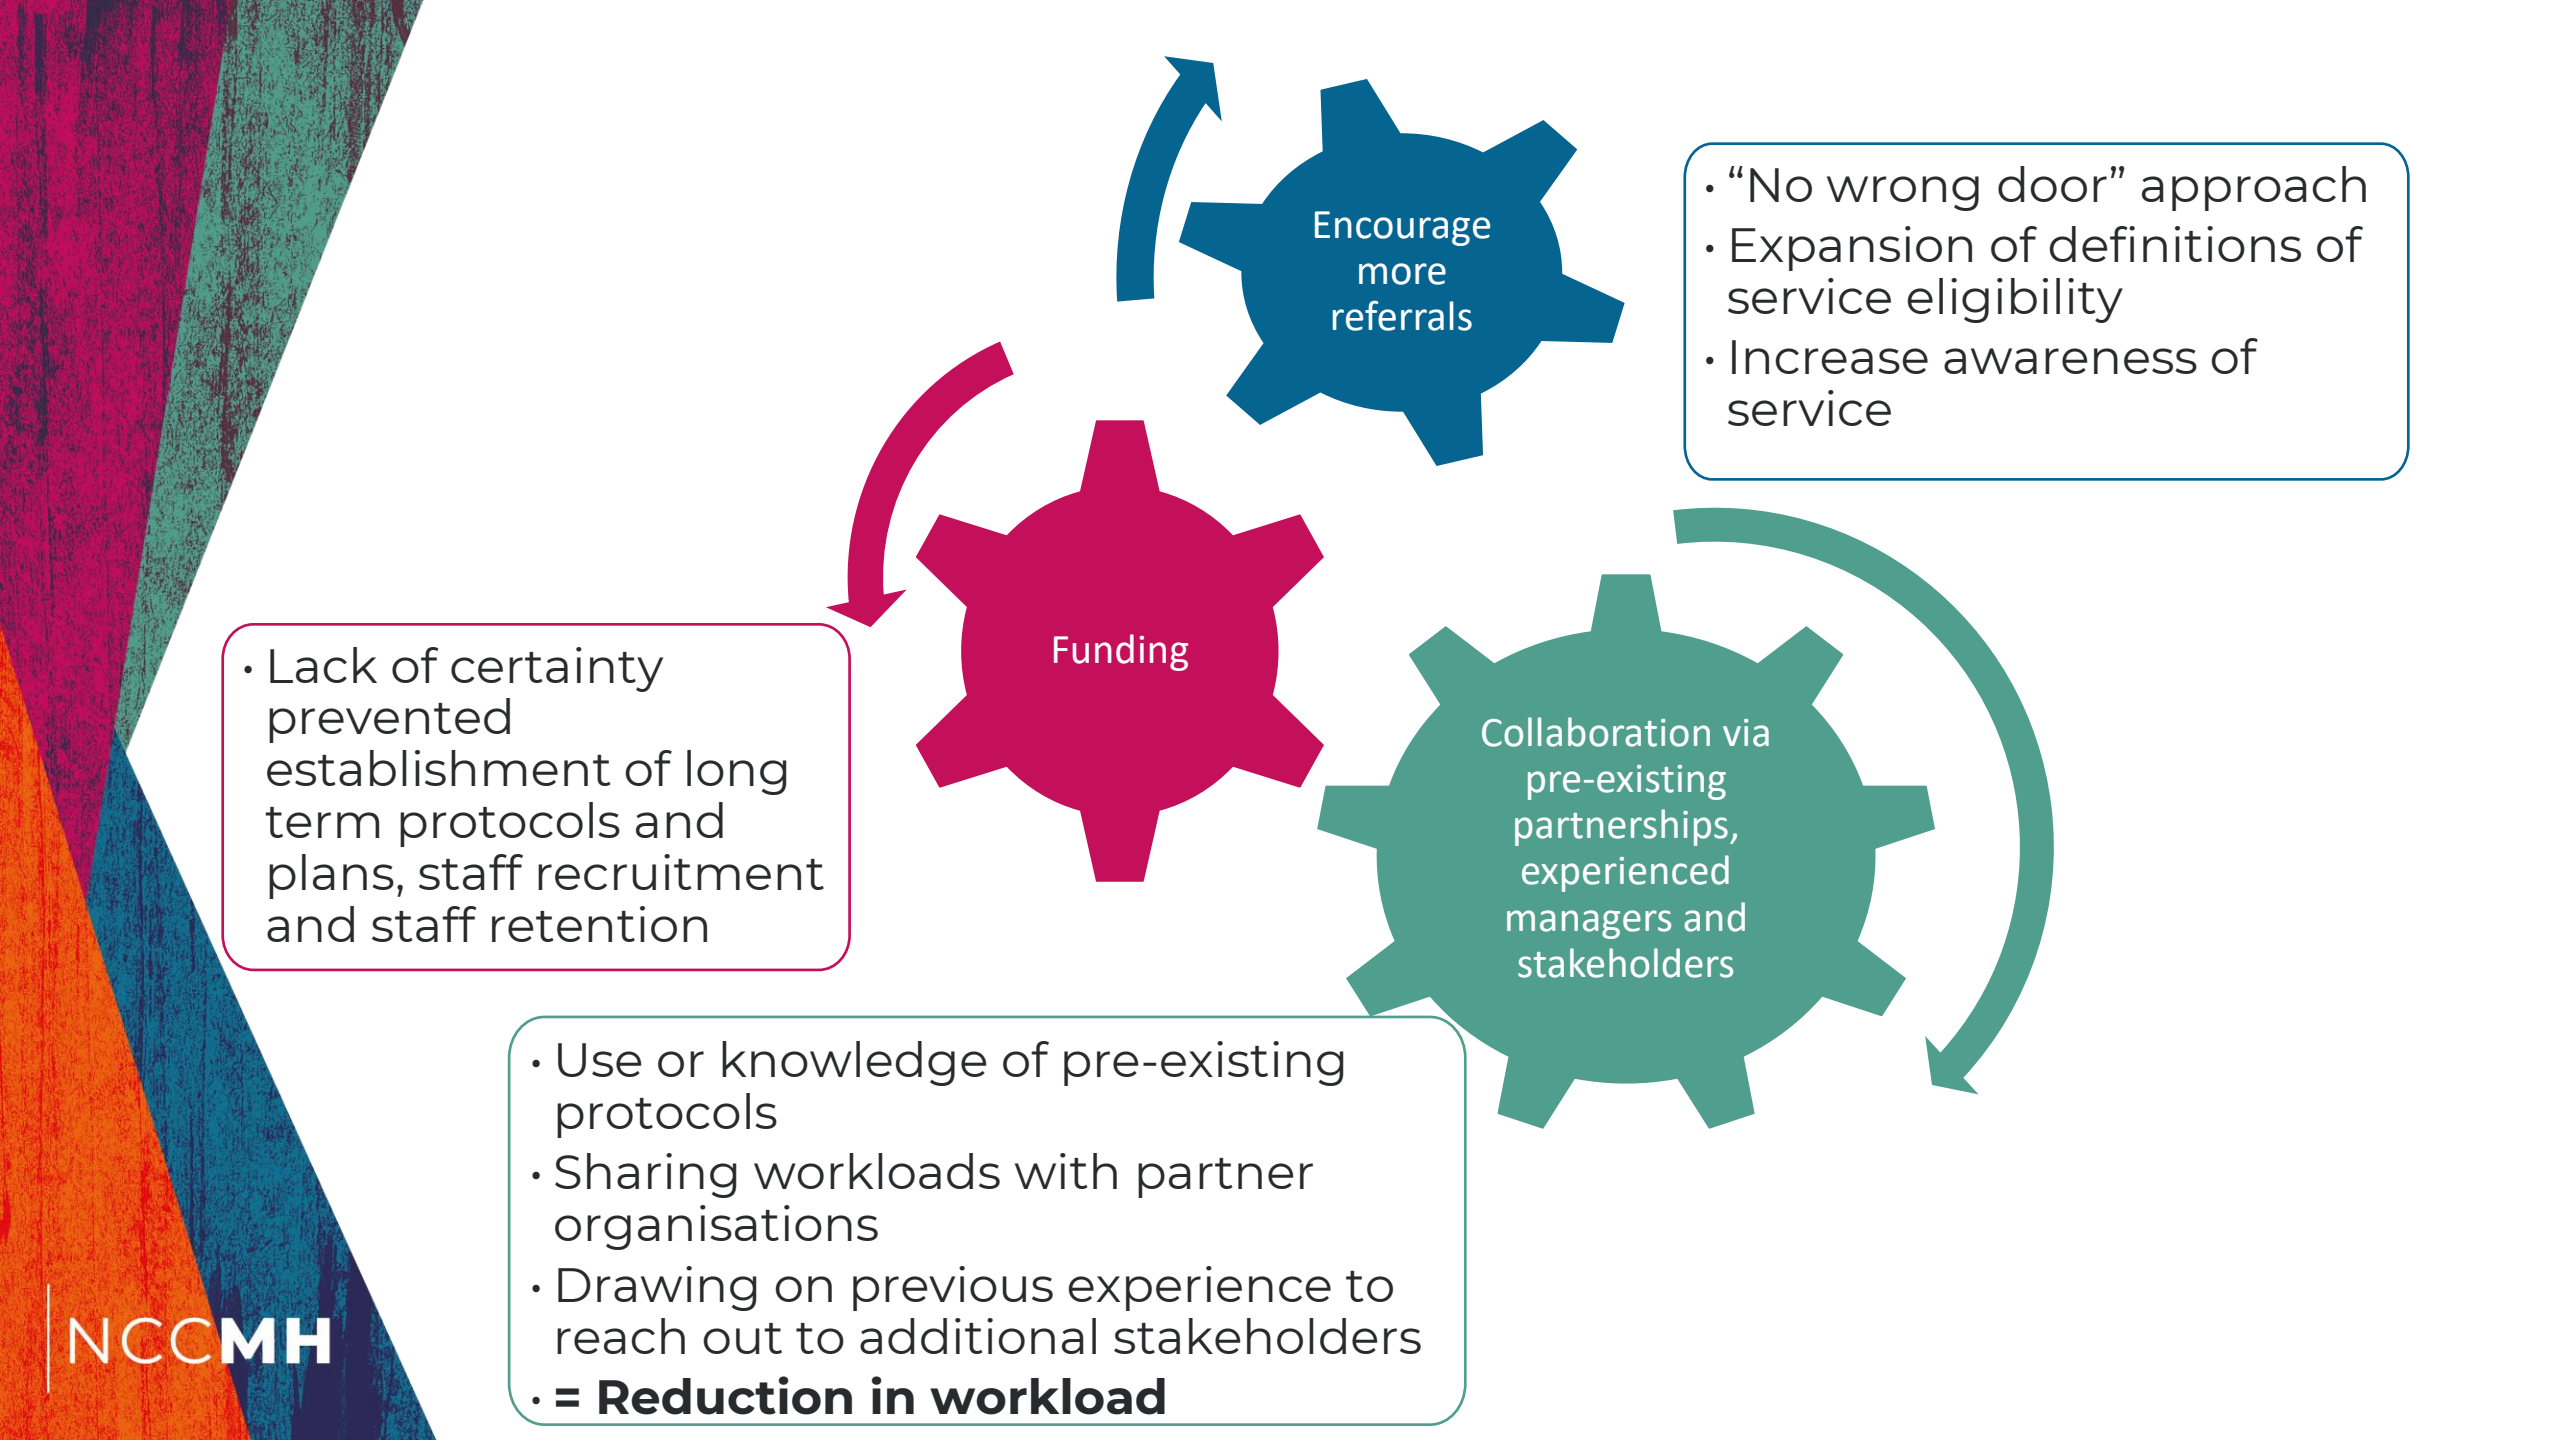 Encourage
more
referrals
· “No wrong door” approach
· Expansion of definitions of
service eligibility
· Increase awareness of
service
Funding
· Lack of certainty
prevented
establishment of long
term protocols and
plans, staff recruitment
and staff retention
Collaboration via
pre-existing
partnerships,
experienced
managers and
stakeholders
· Use or knowledge of pre-existing
protocols
· Sharing workloads with partner
organisations
· Drawing on previous experience to
reach out to additional stakeholders
· = Reduction in workload
NCCMH